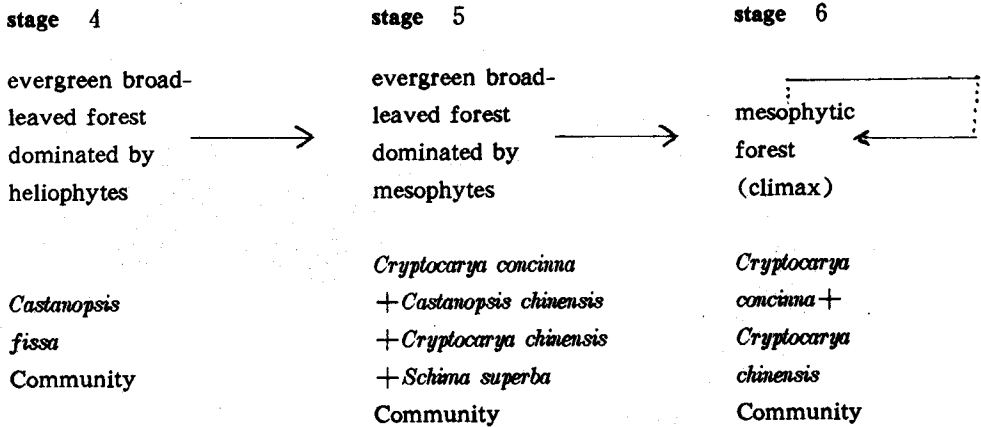 stage 4
evergreen broad-
leaved forest
dominated by
heliophytes
Castanopsis
fissa
Community
stage 5
evergreen broad-
leaved forest
dominated by
mesophytes
Cryptocarya concinna
+Castanopsis chinensis
+Cryptocarya chinensis
+Schima superba
Community
stage 6
mesophytic
forest
(climax)
Cryptocarya
concinna+
Cryptocarya
chinensis
Community